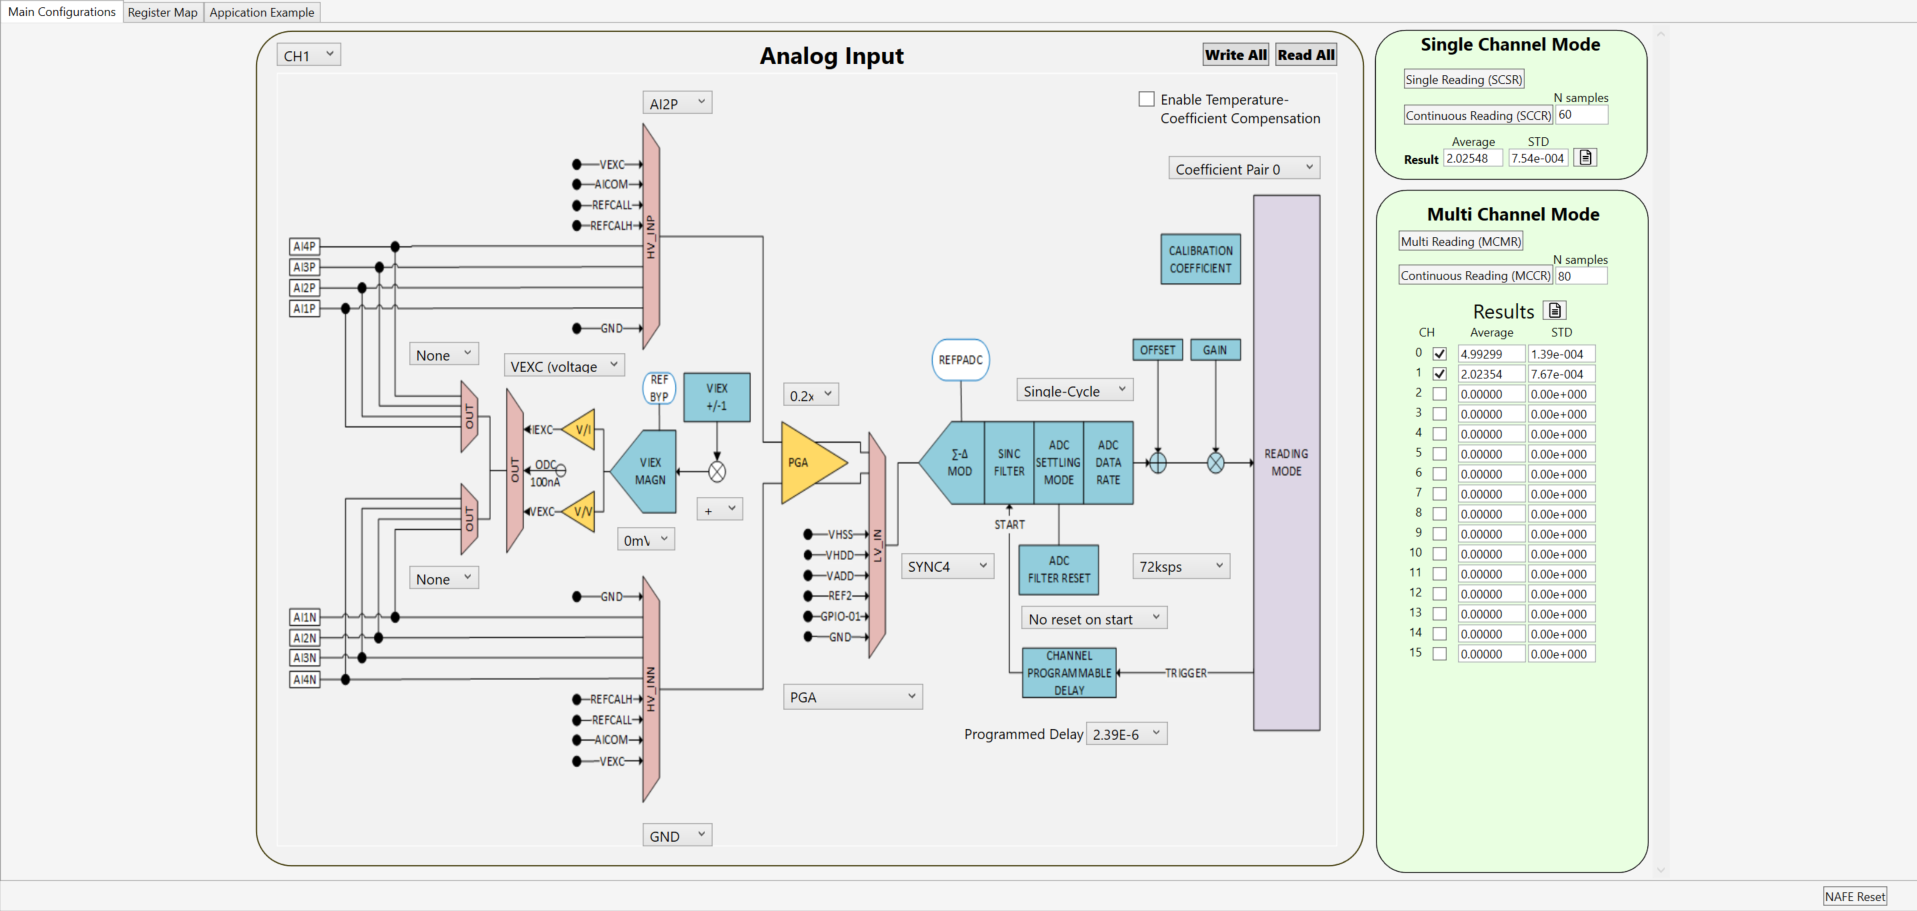 Main Configurations
Register Map
Appication Example
CH1
Analog Input
Write All
Read All
AI2P
Enable Temperature-
Coefficient Compensation
Coefficient Pair 0
VEXC
AICOM
REFCALL
REFCALH
HV_INP
AI4P
AI3P
AI2P
AI1P
GND
CALIBRATION
COEFFICIENT
None
VEXC (voltage
REF
BYP
VIEX
+/-1
0.2x
REFPADC
Single-Cycle
OFFSET
GAIN
OUT
IEXC
V/I
OUT
ODC
100nA
VIEX
MAGN
PGA
Σ-Δ
MOD
SINC
FILTER
ADC
SETTLING
MODE
ADC
DATA
RATE
READING
MODE
OUT
VEXC
V/V
+
0mV
START
VHSS
VHDD
VADD
REF2
GPIO-01
GND
LV_IN
SYNC4
ADC
FILTER RESET
72ksps
None
GND
AI1N
AI2N
AI3N
AI4N
HV_INN
REFCALH
REFCALL
AICOM
VEXC
No reset on start
CHANNEL
PROGRAMMABLE
DELAY
TRIGGER
PGA
Programmed Delay 2.39E-6
GND
Single Channel Mode
Single Reading (SCSR)
N samples
Continuous Reading (SCCR) 60
Average STD
Result 2.02548 7.54e-004
Multi Channel Mode
Multi Reading (MCMR)
N samples
Continuous Reading (MCCR) 80
Results
CH Average STD
0 4.99299 1.39e-004
1 2.02354 7.67e-004
2 0.00000 0.00e+000
3 0.00000 0.00e+000
4 0.00000 0.00e+000
5 0.00000 0.00e+000
6 0.00000 0.00e+000
7 0.00000 0.00e+000
8 0.00000 0.00e+000
9 0.00000 0.00e+000
10 0.00000 0.00e+000
11 0.00000 0.00e+000
12 0.00000 0.00e+000
13 0.00000 0.00e+000
14 0.00000 0.00e+000
15 0.00000 0.00e+000
NAFE Reset